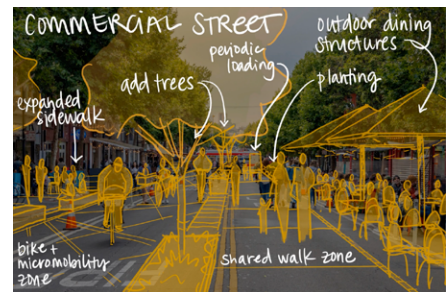 COMMERCIAL STREET
outdoor dining
structures
periodic
loading
add trees
planting
expanded
sidewalk
bike +
micromobility
zone
shared walk zone